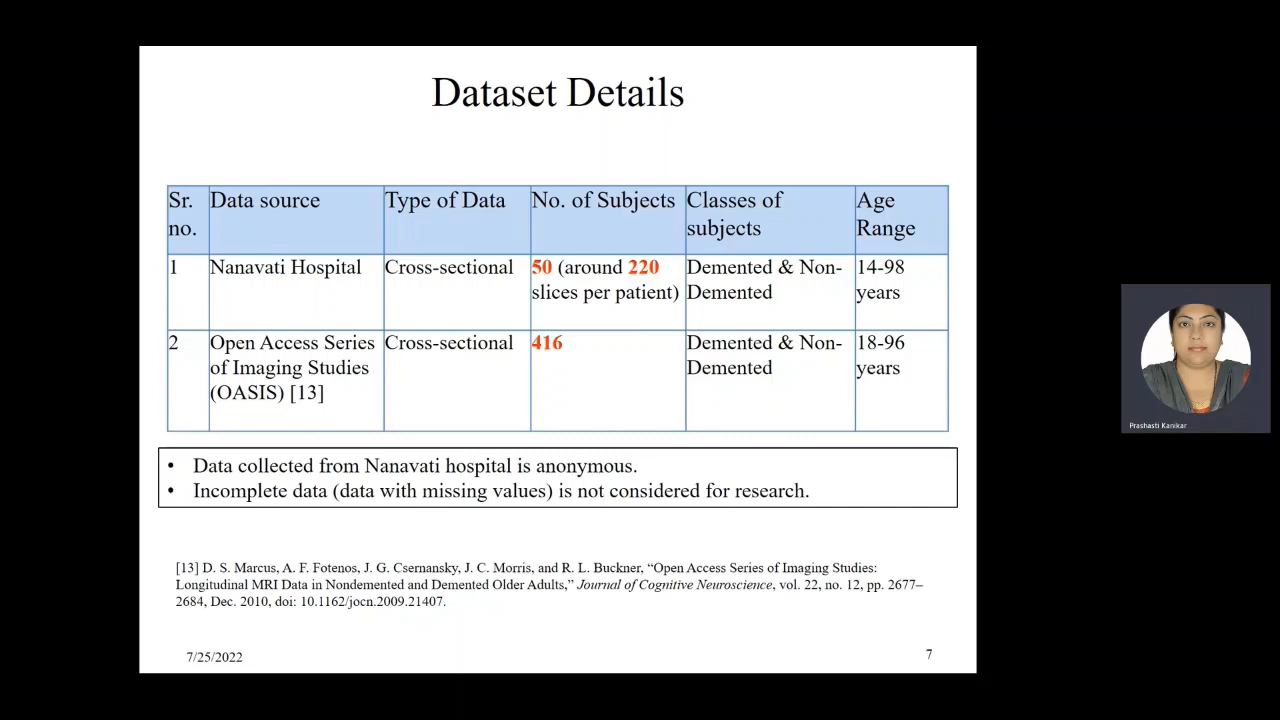 Dataset Details
Sr. no. Data source Type of Data No. of Subjects Classes of subjects Age Range
1 Nanavati Hospital Cross-sectional 50 (around 220 slices per patient) Demented & Non-Demented 14-98 years
2 Open Access Series of Imaging Studies (OASIS) [13] Cross-sectional 416 Demented & Non-Demented 18-96 years
• Data collected from Nanavati hospital is anonymous.
• Incomplete data (data with missing values) is not considered for research.
[13] D. S. Marcus, A. F. Fotenos, J. G. Csernansky, J. C. Morris, and R. L. Buckner, “Open Access Series of Imaging Studies:
Longitudinal MRI Data in Nondemented and Demented Older Adults,” Journal of Cognitive Neuroscience, vol. 22, no. 12, pp. 2677–
2684, Dec. 2010, doi: 10.1162/jocn.2009.21407.
7/25/2022
7
Prashasti Kanikar